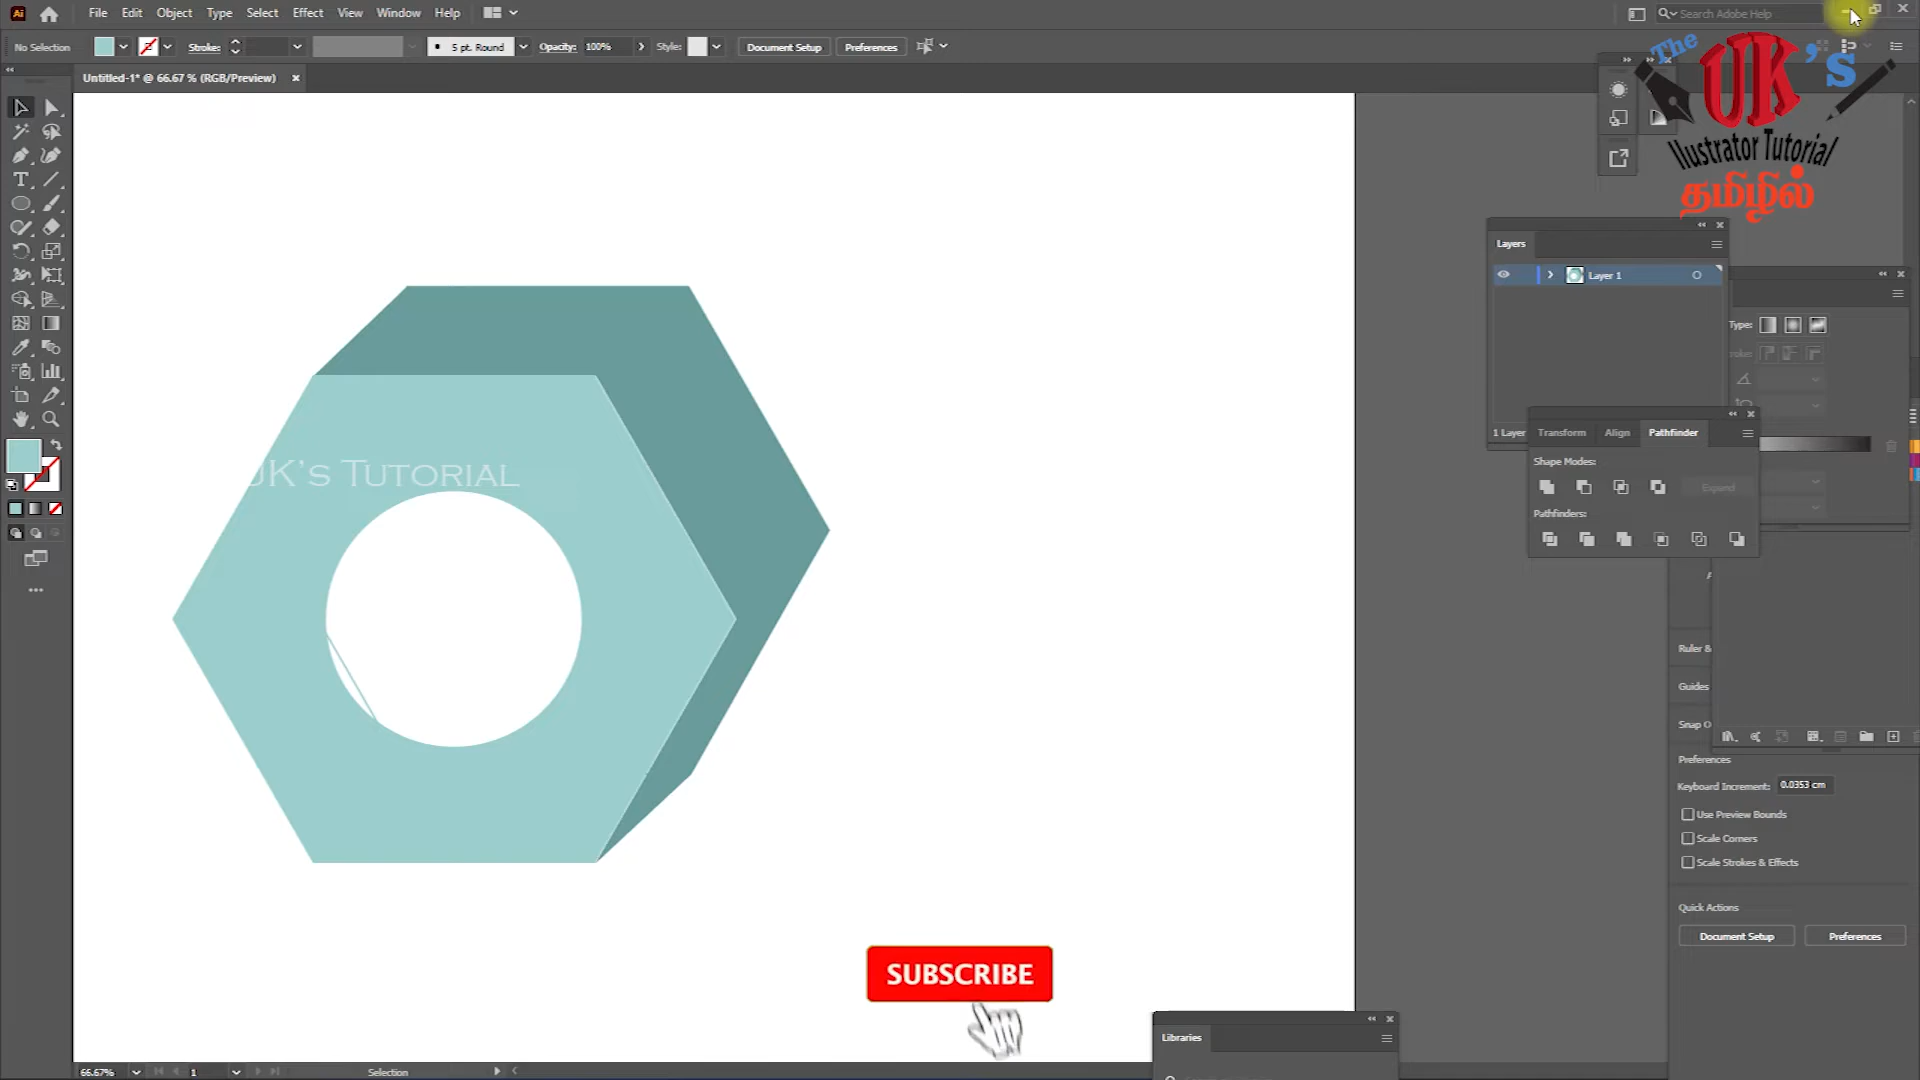 Ai File Edit Object Type Select Effect View Window Help Search Adobe Help
No Selection Stroke: 5 pt. Round Opacity: 100% Style: Document Setup Preferences
Untitled-1* @ 66.67 % (RGB/Preview)
The UK's
Ilustrator Tutorial
தமிழில்
Layers
Layer 1
Type:
1 Layer
Transform Align Pathfinder
Shape Modes:
Expand
Pathfinders:
UK's Tutorial
Ruler &
Guides
Snap O
Preferences
Keyboard Increment: 0.0353 cm
Use Preview Bounds
Scale Corners
Scale Strokes & Effects
Quick Actions
Document Setup Preferences
SUBSCRIBE
Libraries
66.67% 1 Selection